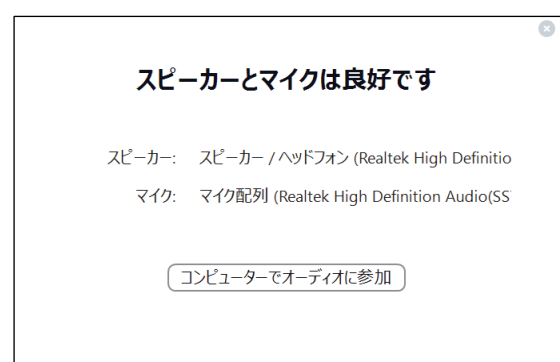 スピーカーとマイクは良好です
スピーカー: スピーカー / ヘッドフォン (Realtek High Definitio
マイク: マイク配列 (Realtek High Definition Audio(SS
コンピューターでオーディオに参加